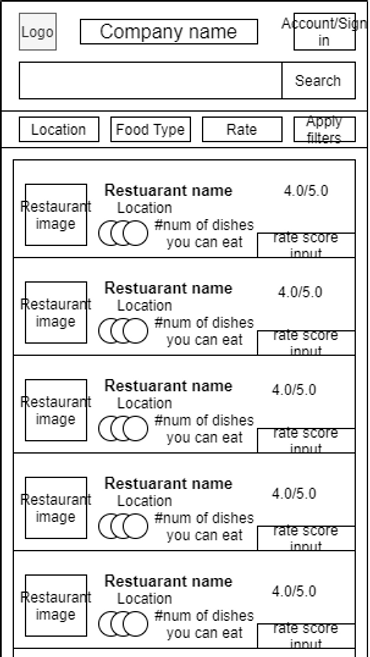 Logo
Company name
Account/Sign
in
Search
Location
Food Type
Rate
Apply
filters
Restaurant
image
Restuarant name
Location
#num of dishes
you can eat
4.0/5.0
rate score
input
Restaurant
image
Restuarant name
Location
#num of dishes
you can eat
4.0/5.0
rate score
input
Restaurant
image
Restuarant name
Location
#num of dishes
you can eat
4.0/5.0
rate score
input
Restaurant
image
Restuarant name
Location
#num of dishes
you can eat
4.0/5.0
rate score
input
Restaurant
image
Restuarant name
Location
#num of dishes
you can eat
4.0/5.0
rate score
input